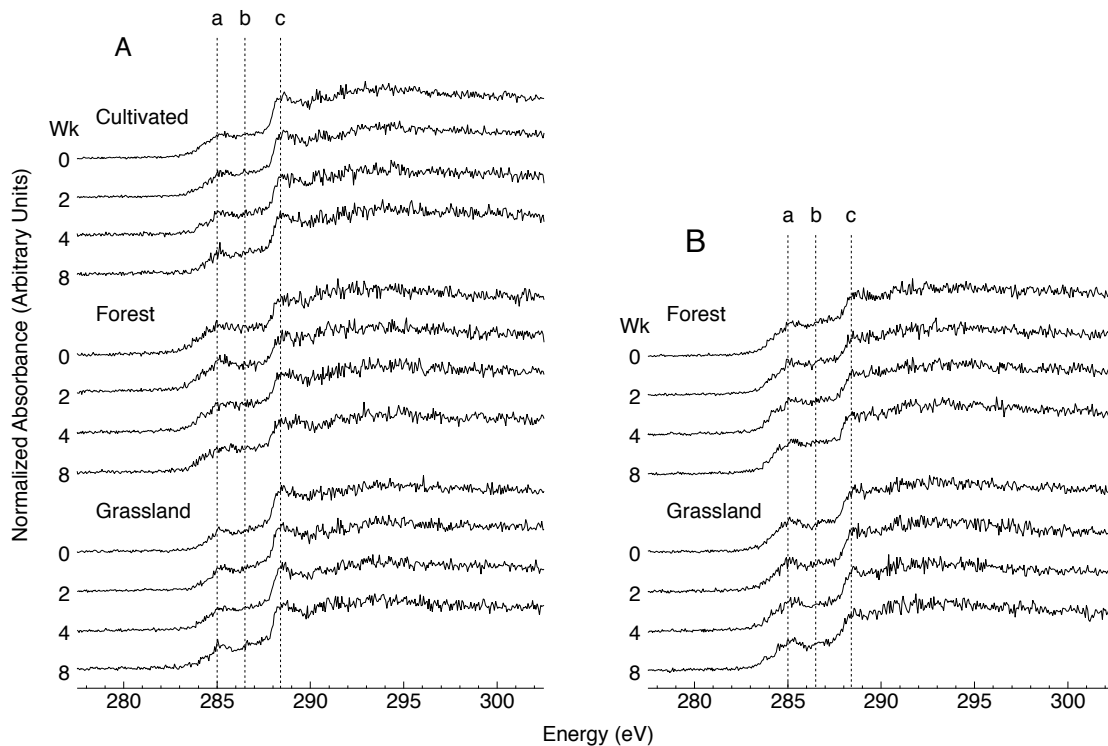 a b c
A
Cultivated
Wk
0
2
4
8
Forest
0
2
4
8
Grassland
0
2
4
8
280 285 290 295 300
a b c
B
Forest
Wk
0
2
4
8
Grassland
0
2
4
8
280 285 290 295 300
Normalized Absorbance (Arbitrary Units)
Energy (eV)